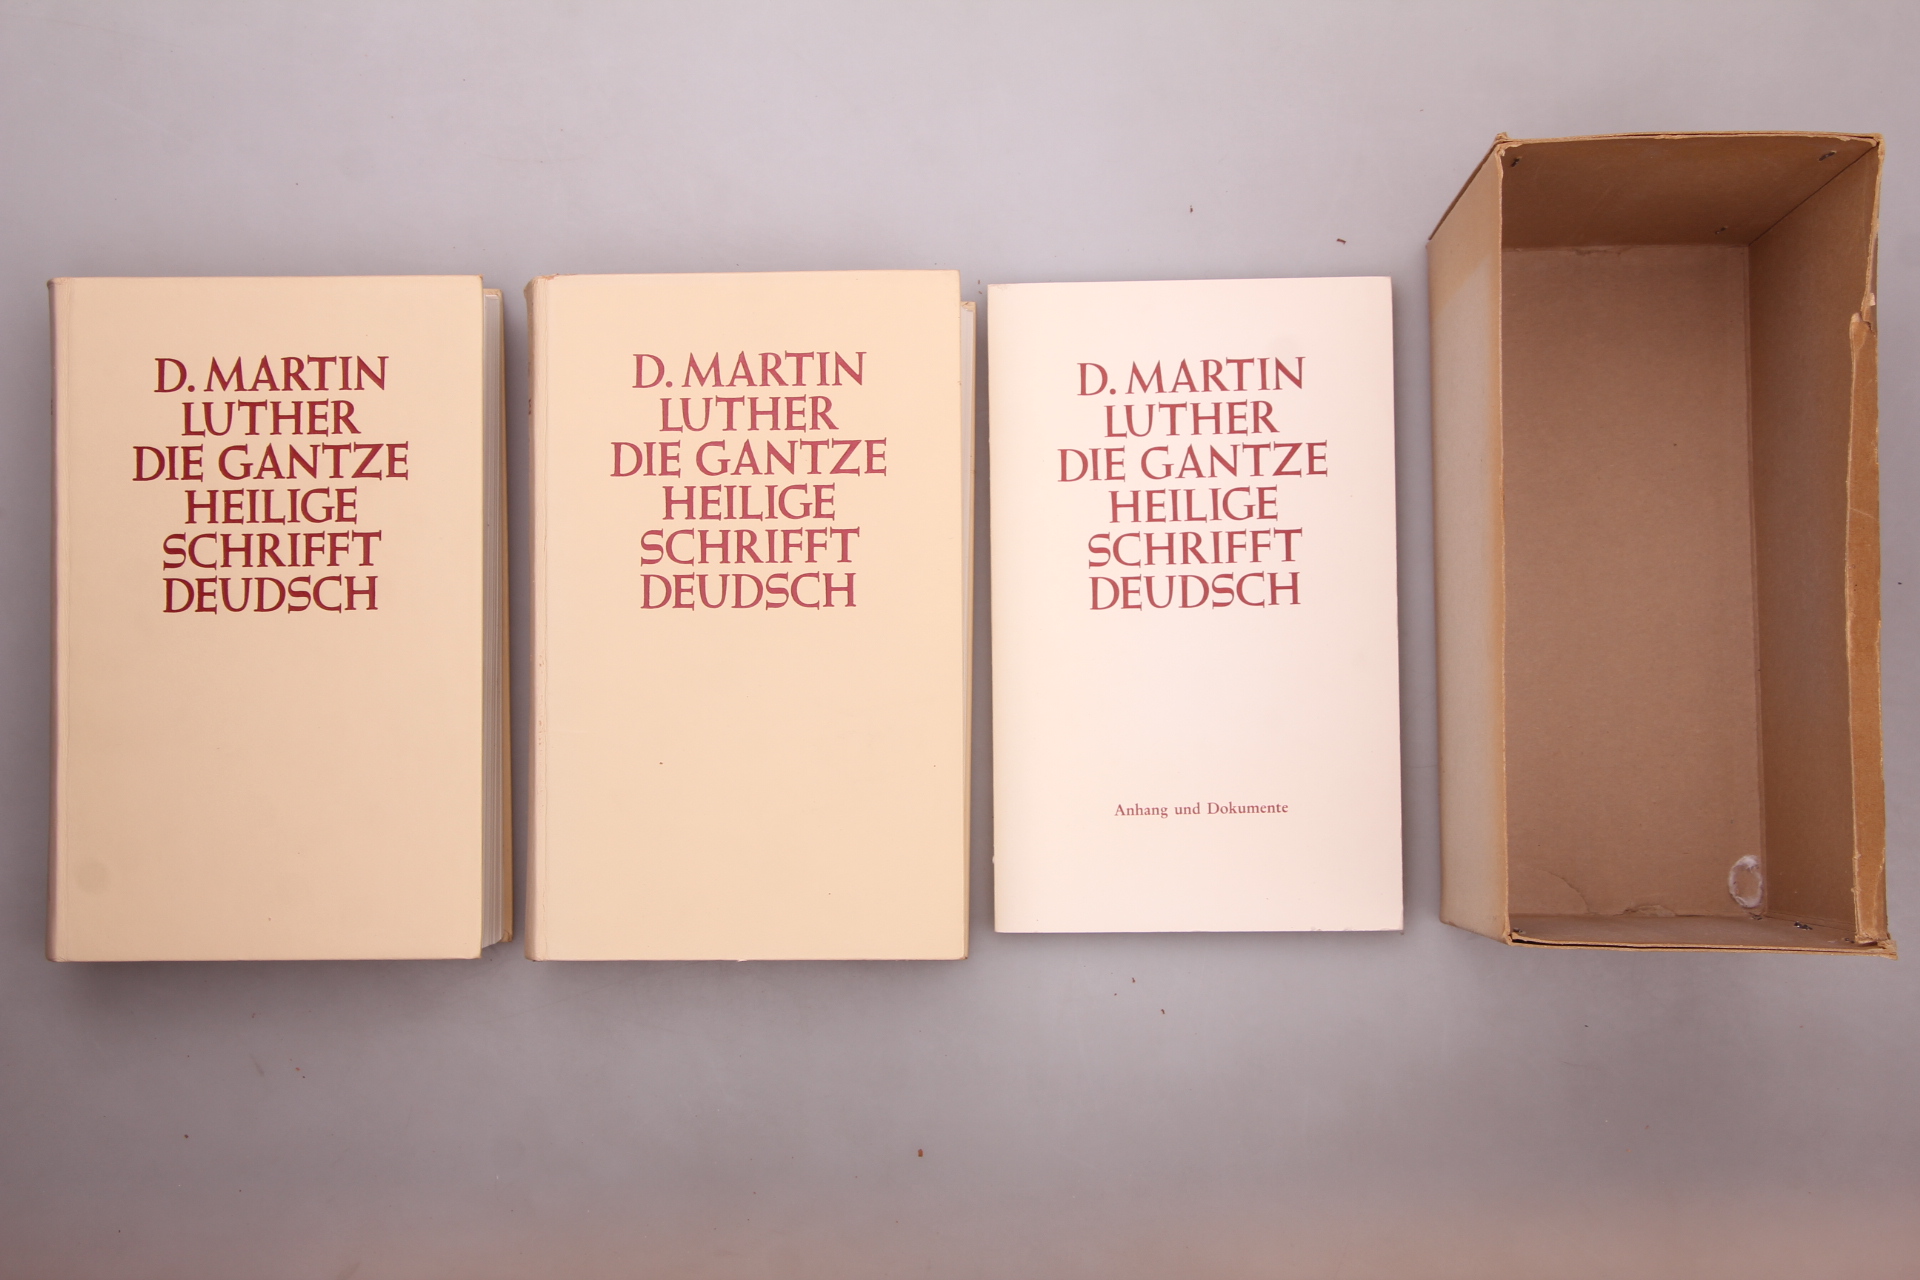 D. MARTIN
LUTHER
DIE GANTZE
HEILIGE
SCHRIFFT
DEUDSCH
D. MARTIN
LUTHER
DIE GANTZE
HEILIGE
SCHRIFFT
DEUDSCH
D. MARTIN
LUTHER
DIE GANTZE
HEILIGE
SCHRIFFT
DEUDSCH
Anhang und Dokumente